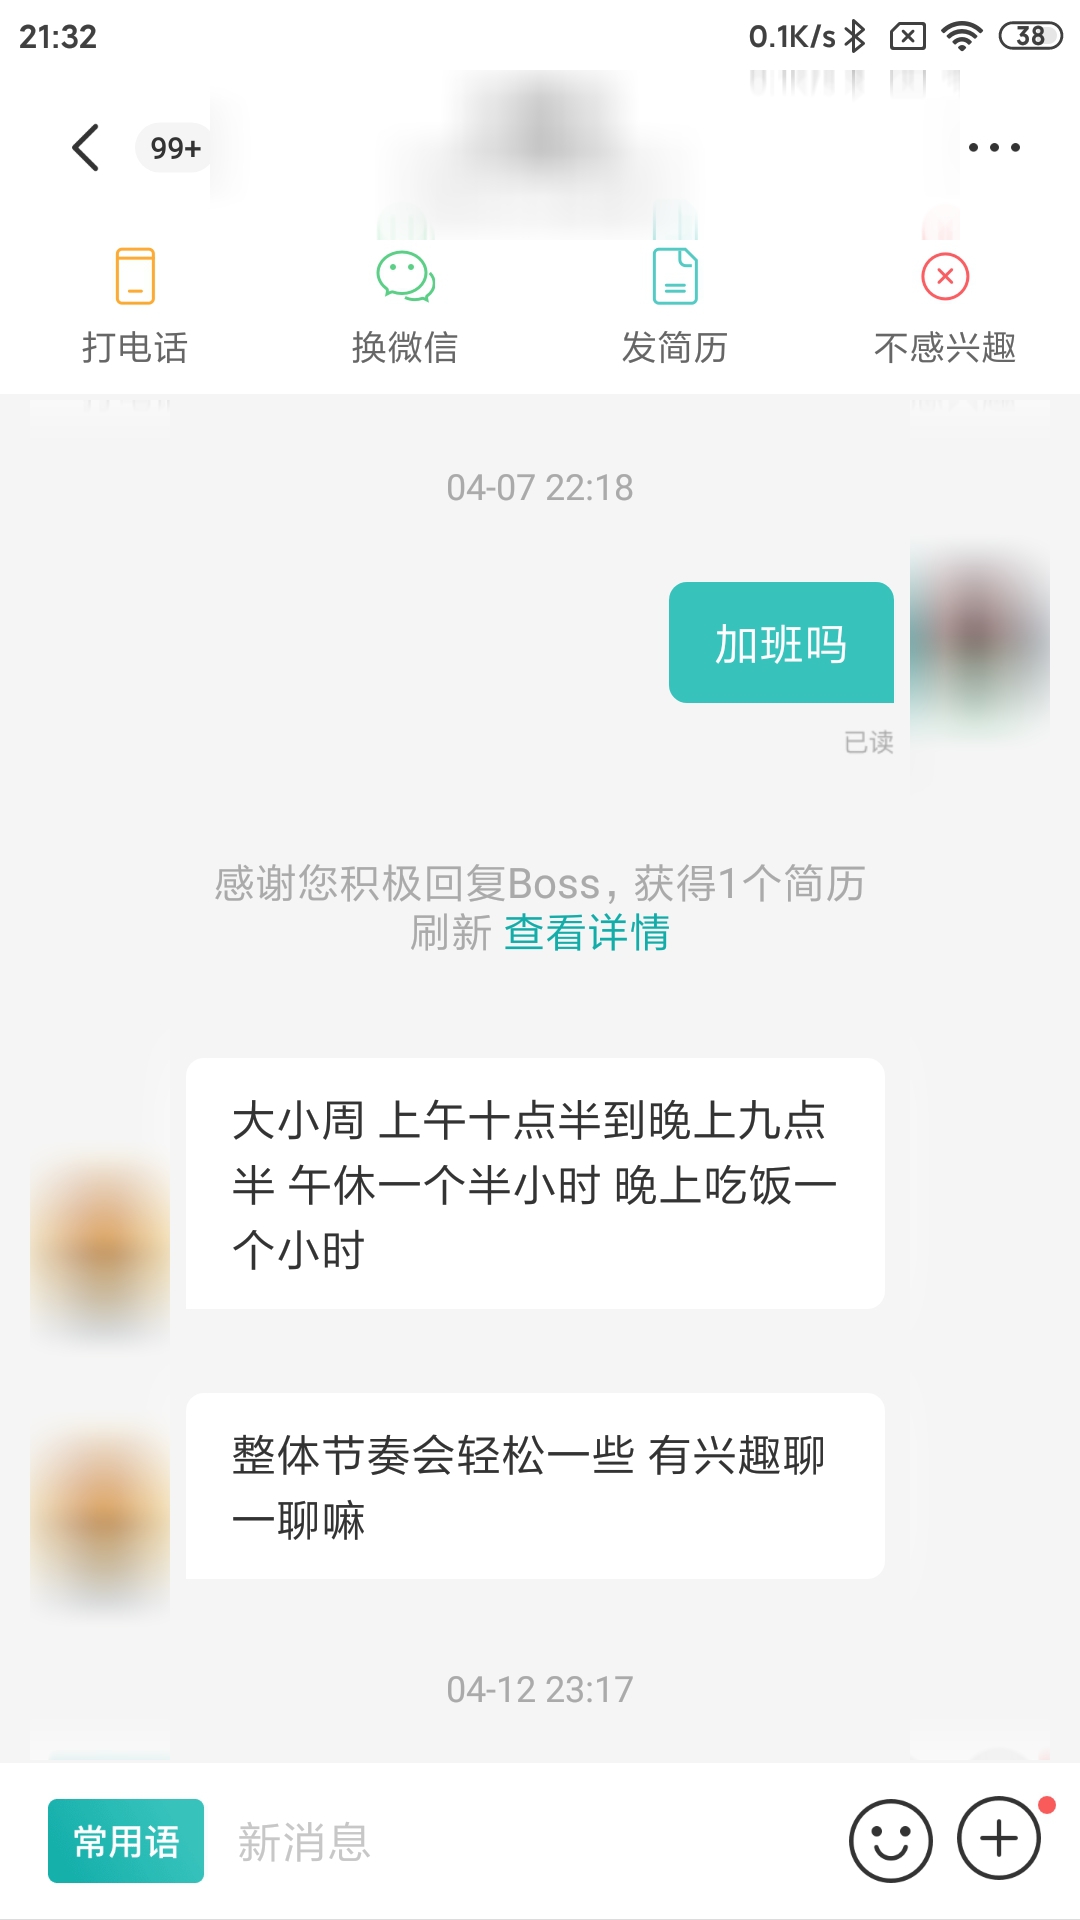 21:32
0.1K/s
38
99+
打电话
换微信
发简历
不感兴趣
04-07 22:18
加班吗
已读
感谢您积极回复Boss，获得1个简历
刷新 查看详情
大小周 上午十点半到晚上九点
半 午休一个半小时 晚上吃饭一
个小时
整体节奏会轻松一些 有兴趣聊
一聊嘛
04-12 23:17
常用语
新消息